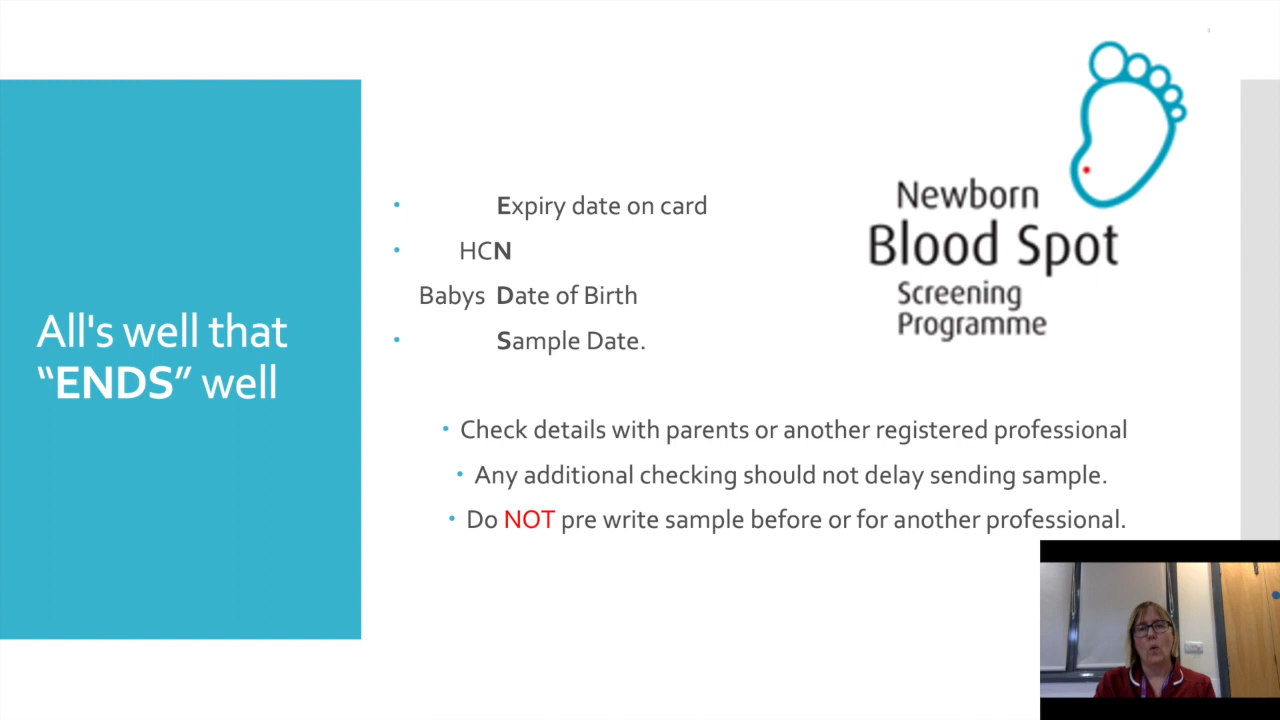 All's well that
“ENDS” well
• Expiry date on card
• HCN
Babys Date of Birth
• Sample Date.
• Check details with parents or another registered professional
• Any additional checking should not delay sending sample.
• Do NOT pre write sample before or for another professional.
Newborn
Blood Spot
Screening
Programme